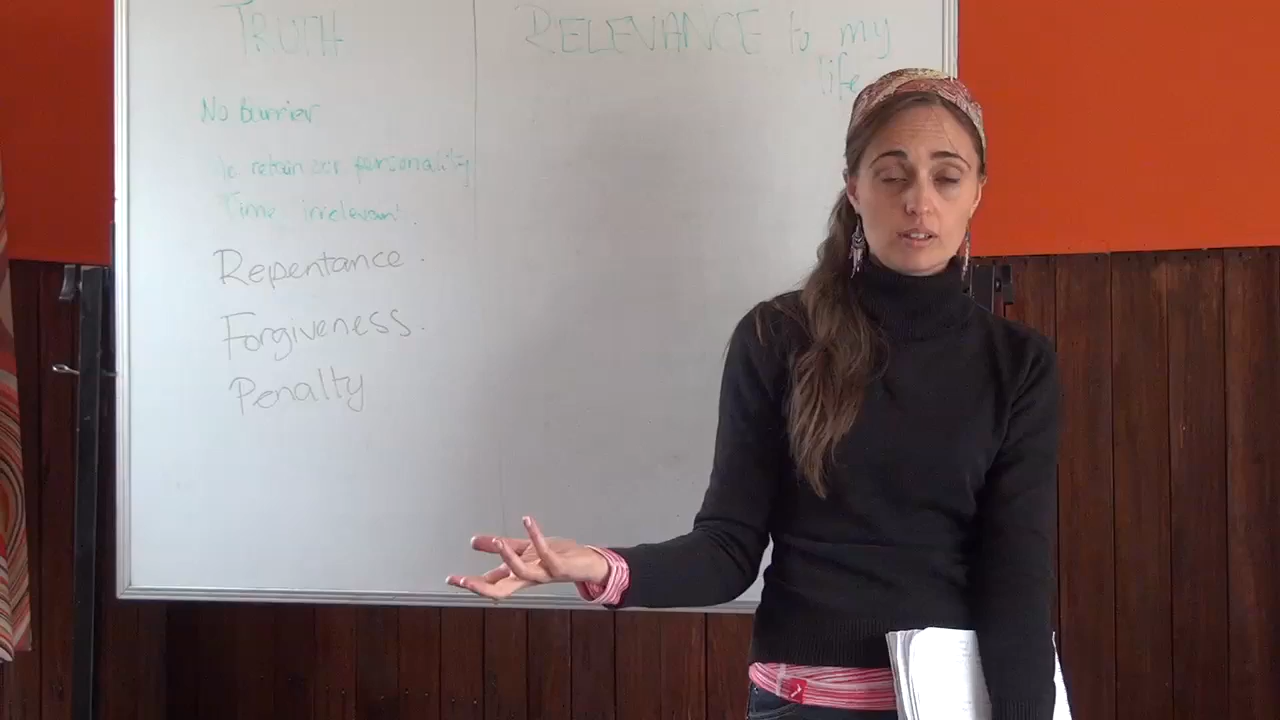 TRUTH
RELEVANCE to my
life
No barrier
to retain our personality
Time irrelevant.
Repentance.
Forgiveness.
Penalty